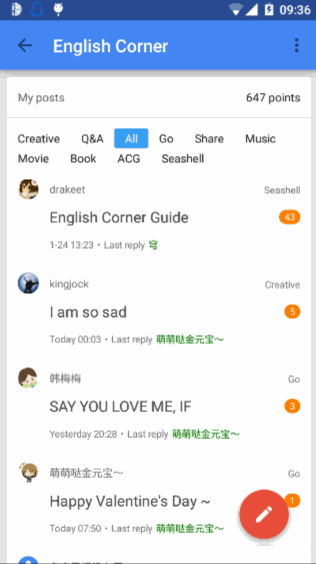 09:36
English Corner
My posts 647 points
Creative Q&A All Go Share Music
Movie Book ACG Seashell
drakeet Seashell
English Corner Guide 43
1-24 13:23 • Last reply 穹
kingjock Creative
I am so sad 5
Today 00:03 • Last reply 萌萌哒金元宝~
韩梅梅 Go
SAY YOU LOVE ME, IF 3
Yesterday 20:28 • Last reply 萌萌哒金元宝~
萌萌哒金元宝~ Go
Happy Valentine's Day ~ 1
Today 07:50 • Last reply 萌萌哒金元宝~